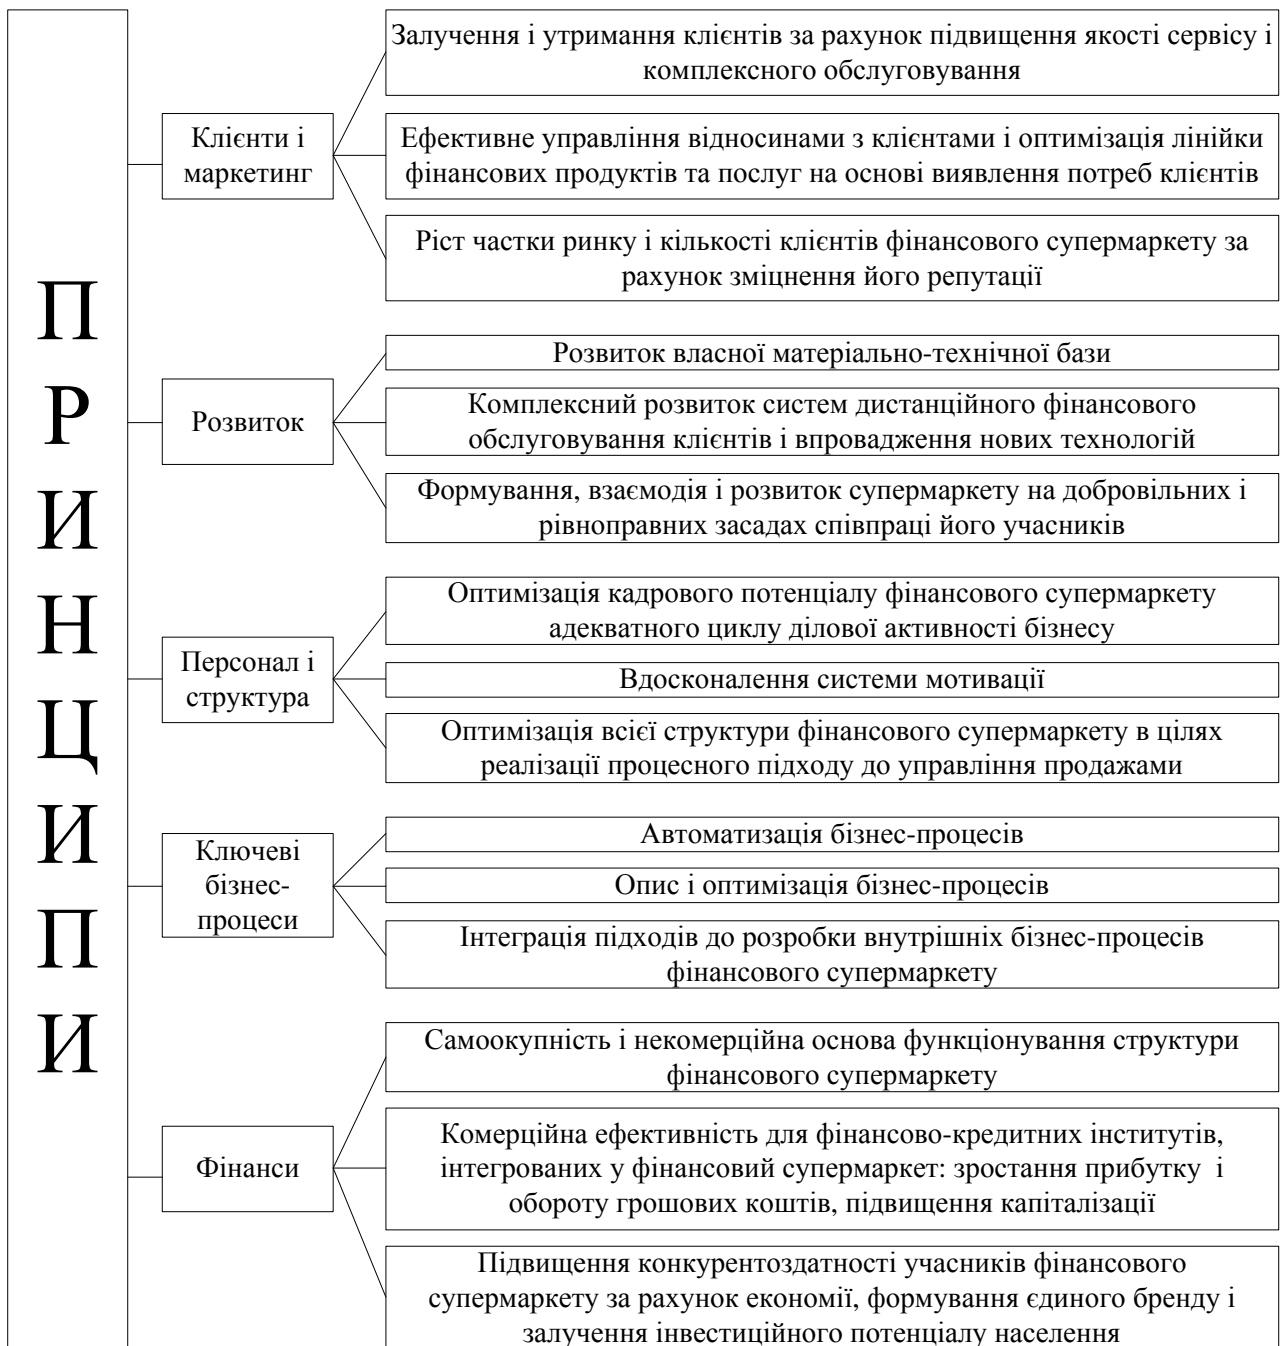 ПРИНЦИПИ
Клієнти і
маркетинг
Залучення і утримання клієнтів за рахунок підвищення якості сервісу і
комплексного обслуговування
Ефективне управління відносинами з клієнтами і оптимізація лінійки
фінансових продуктів та послуг на основі виявлення потреб клієнтів
Ріст частки ринку і кількості клієнтів фінансового супермаркету за
рахунок зміцнення його репутації
Розвиток
Розвиток власної матеріально-технічної бази
Комплексний розвиток систем дистанційного фінансового
обслуговування клієнтів і впровадження нових технологій
Формування, взаємодія і розвиток супермаркету на добровільних і
рівноправних засадах співпраці його учасників
Персонал і
структура
Оптимізація кадрового потенціалу фінансового супермаркету
адекватного циклу ділової активності бізнесу
Вдосконалення системи мотивації
Оптимізація всієї структури фінансового супермаркету в цілях
реалізації процесного підходу до управління продажами
Ключеві
бізнес-
процеси
Автоматизація бізнес-процесів
Опис і оптимізація бізнес-процесів
Інтеграція підходів до розробки внутрішніх бізнес-процесів
фінансового супермаркету
Фінанси
Самоокупність і некомерційна основа функціонування структури
фінансового супермаркету
Комерційна ефективність для фінансово-кредитних інститутів,
інтегрованих у фінансовий супермаркет: зростання прибутку і
обороту грошових коштів, підвищення капіталізації
Підвищення конкурентоздатності учасників фінансового
супермаркету за рахунок економії, формування єдиного бренду і
залучення інвестиційного потенціалу населення